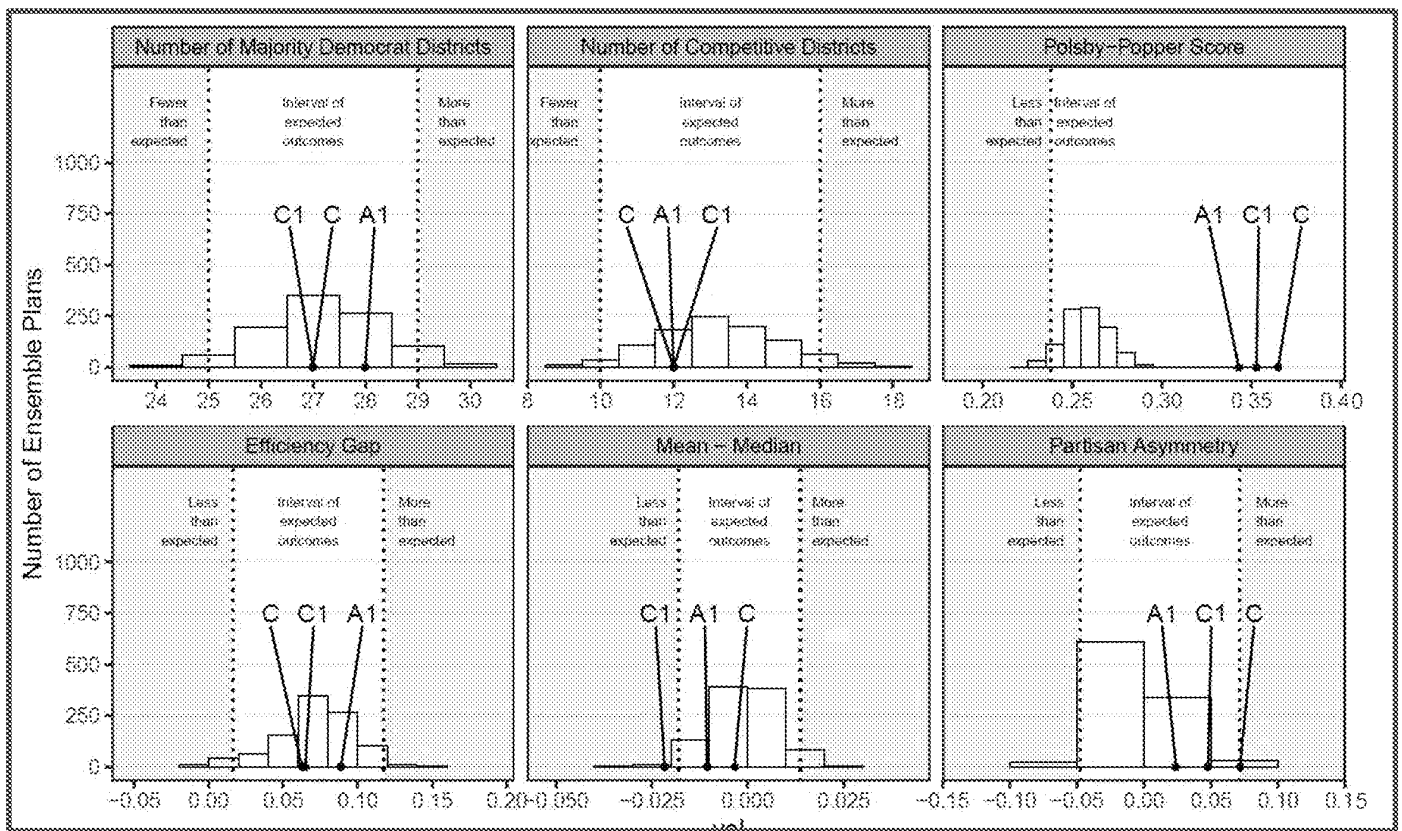 Number of Majority Democrat Districts
Number of Competitive Districts
Polsby−Popper Score
Fewer than expected
Interval of expected outcomes
More than expected
Fewer than expected
Interval of expected outcomes
More than expected
Less than expected
Interval of expected outcomes
1000
750
500
250
0
C1 C A1
C A1 C1
A1 C1 C
24 25 26 27 28 29 30
8 10 12 14 16 18
0.20 0.25 0.30 0.35 0.40
Number of Ensemble Plans
Efficiency Gap
Mean − Median
Partisan Asymmetry
Less than expected
Interval of expected outcomes
More than expected
Less than expected
Interval of expected outcomes
More than expected
Less than expected
Interval of expected outcomes
More than expected
1000
750
500
250
0
C C1 A1
C1 A1 C
A1 C1 C
−0.05 0.00 0.05 0.10 0.15 0.20
−0.050 −0.025 0.000 0.025
−0.15 −0.10 −0.05 0.00 0.05 0.10 0.15